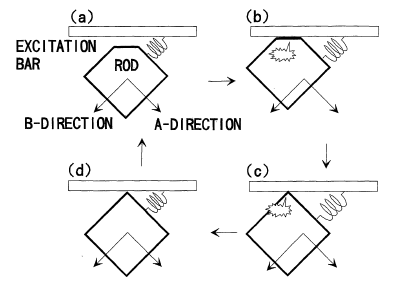 (a)
(b)
EXCITATION
BAR
ROD
B-DIRECTION
A-DIRECTION
(d)
(c)